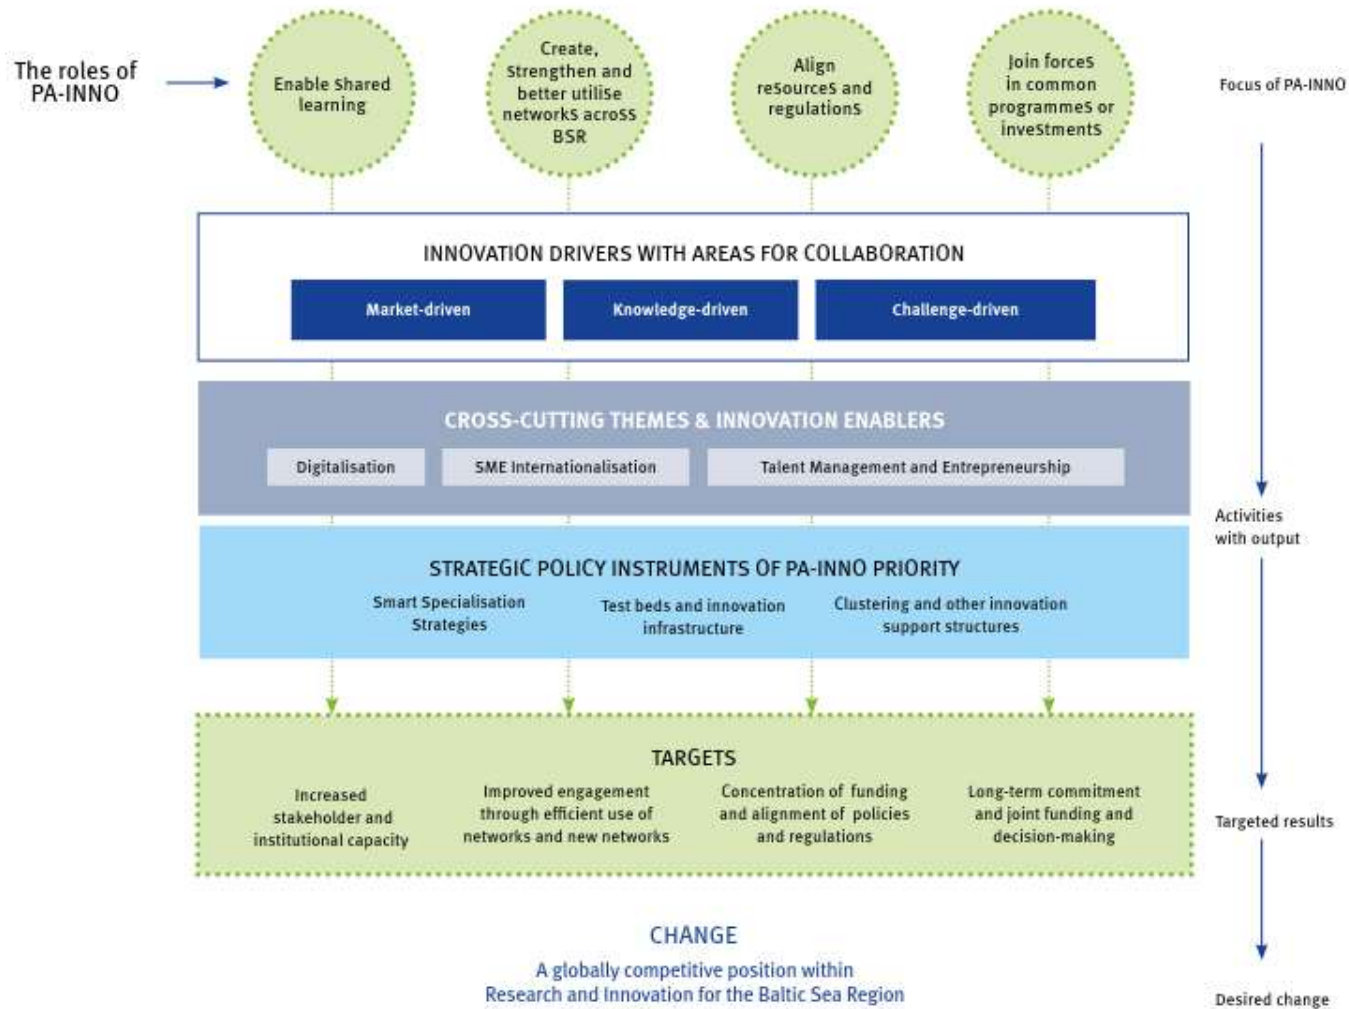 The roles of
PA-INNO
Enable Shared
learning
Create,
Strengthen and
better utilise
networks across
BSR
Align
resources and
regulations
Join forces
in common
programmes or
investments
Focus of PA-INNO
INNOVATION DRIVERS WITH AREAS FOR COLLABORATION
Market-driven
Knowledge-driven
Challenge-driven
CROSS-CUTTING THEMES & INNOVATION ENABLERS
Digitalisation
SME Internationalisation
Talent Management and Entrepreneurship
Activities
with output
STRATEGIC POLICY INSTRUMENTS OF PA-INNO PRIORITY
Smart Specialisation
Strategies
Test beds and innovation
infrastructure
Clustering and other innovation
support structures
TARGETS
Increased
stakeholder and
institutional capacity
Improved engagement
through efficient use of
networks and new networks
Concentration of funding
and alignment of policies
and regulations
Long-term commitment
and joint funding and
decision-making
Targeted results
CHANGE
A globally competitive position within
Research and Innovation for the Baltic Sea Region
Desired change